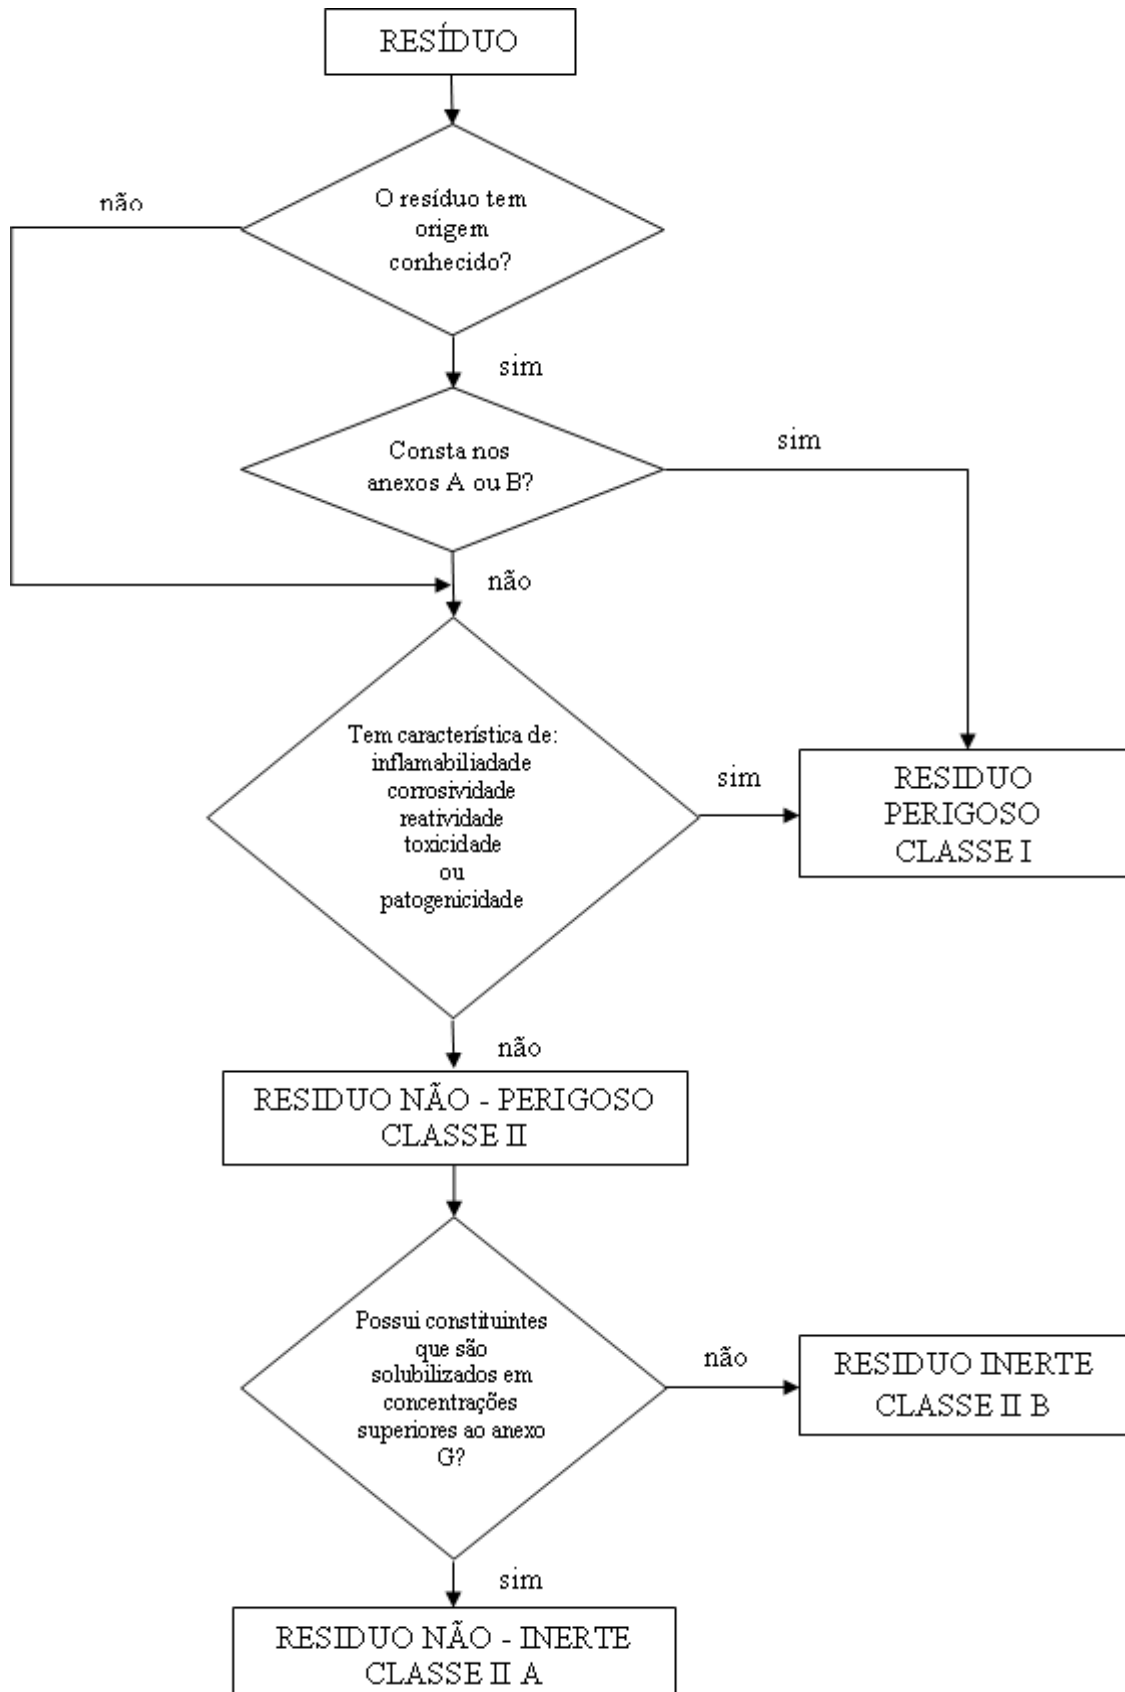 RESÍDUO
não
O resíduo tem
origem
conhecido?
sim
Consta nos
anexos A ou B?
sim
não
Tem característica de:
inflamabiliadade
corrosividade
reatividade
toxicidade
ou
patogenicidade
sim
RESIDUO
PERIGOSO
CLASSE I
não
RESIDUO NÃO - PERIGOSO
CLASSE II
Possui constituintes
que são
solubilizados em
concentrações
superiores ao anexo
G?
não
RESIDUO INERTE
CLASSE II B
sim
RESIDUO NÃO - INERTE
CLASSE II A